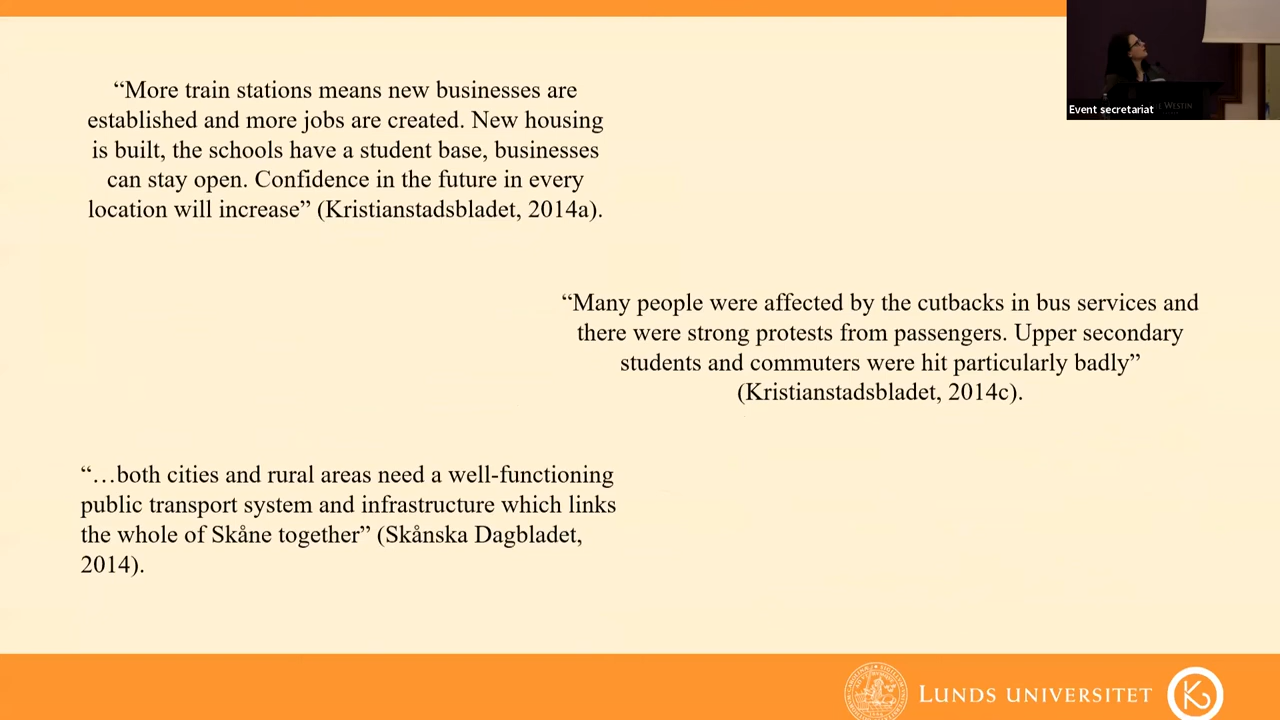 “More train stations means new businesses are
established and more jobs are created. New housing
is built, the schools have a student base, businesses
can stay open. Confidence in the future in every
location will increase” (Kristianstadsbladet, 2014a).
Event secretariat
WESTIN
“Many people were affected by the cutbacks in bus services and
there were strong protests from passengers. Upper secondary
students and commuters were hit particularly badly”
(Kristianstadsbladet, 2014c).
“…both cities and rural areas need a well-functioning
public transport system and infrastructure which links
the whole of Skåne together” (Skånska Dagbladet,
2014).
LUNDS UNIVERSITET
K2